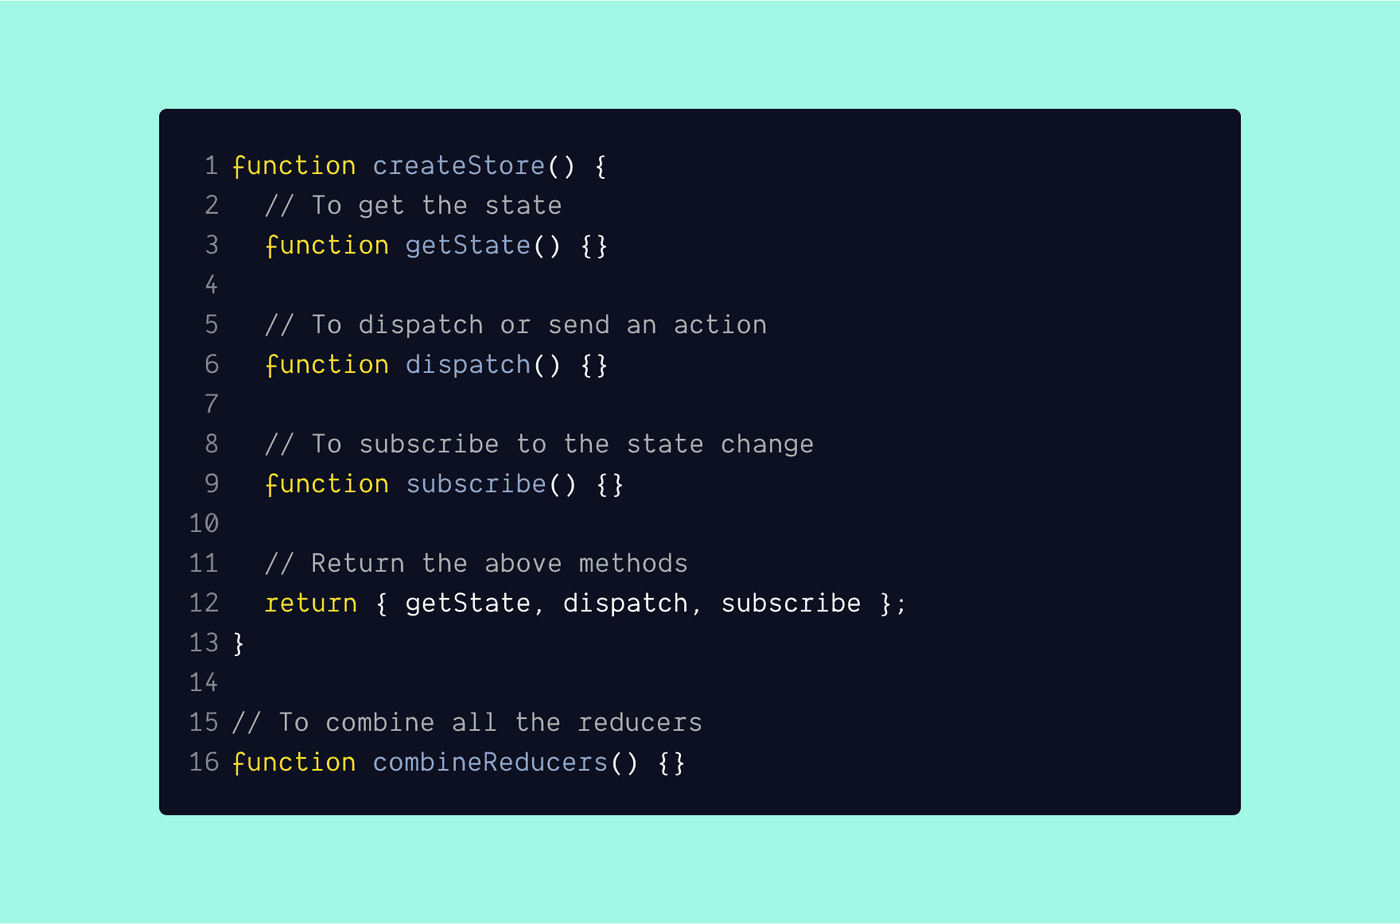 1 function createStore() {
2   // To get the state
3   function getState() {}
4
5   // To dispatch or send an action
6   function dispatch() {}
7
8   // To subscribe to the state change
9   function subscribe() {}
10
11   // Return the above methods
12   return { getState, dispatch, subscribe };
13 }
14
15 // To combine all the reducers
16 function combineReducers() {}